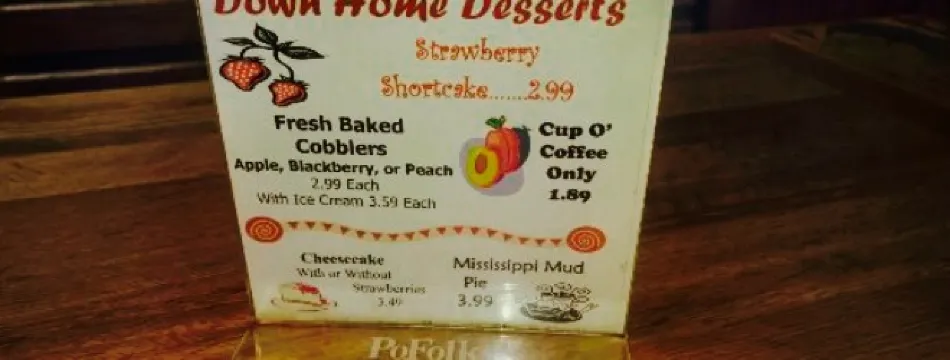 Down Home Desserts
Strawberry
Shortcake.......2.99
Fresh Baked
Cobblers
Apple, Blackberry, or Peach
2.99 Each
With Ice Cream 3.59 Each
Cup O'
Coffee
Only
1.89
Cheesecake
With or Without
Strawberries
3.49
Mississippi Mud
Pie
3.99
PoFolk